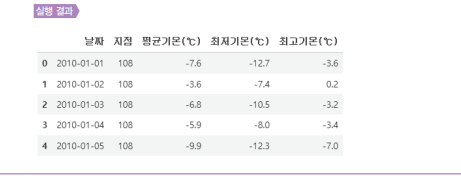 실행 결과
날짜 지점 평균기온(℃) 최저기온(℃) 최고기온(℃)
0 2010-01-01 108 -7.6 -12.7 -3.6
1 2010-01-02 108 -3.6 -7.4 0.2
2 2010-01-03 108 -6.8 -10.5 -3.2
3 2010-01-04 108 -5.9 -8.0 -3.4
4 2010-01-05 108 -9.9 -12.3 -7.0